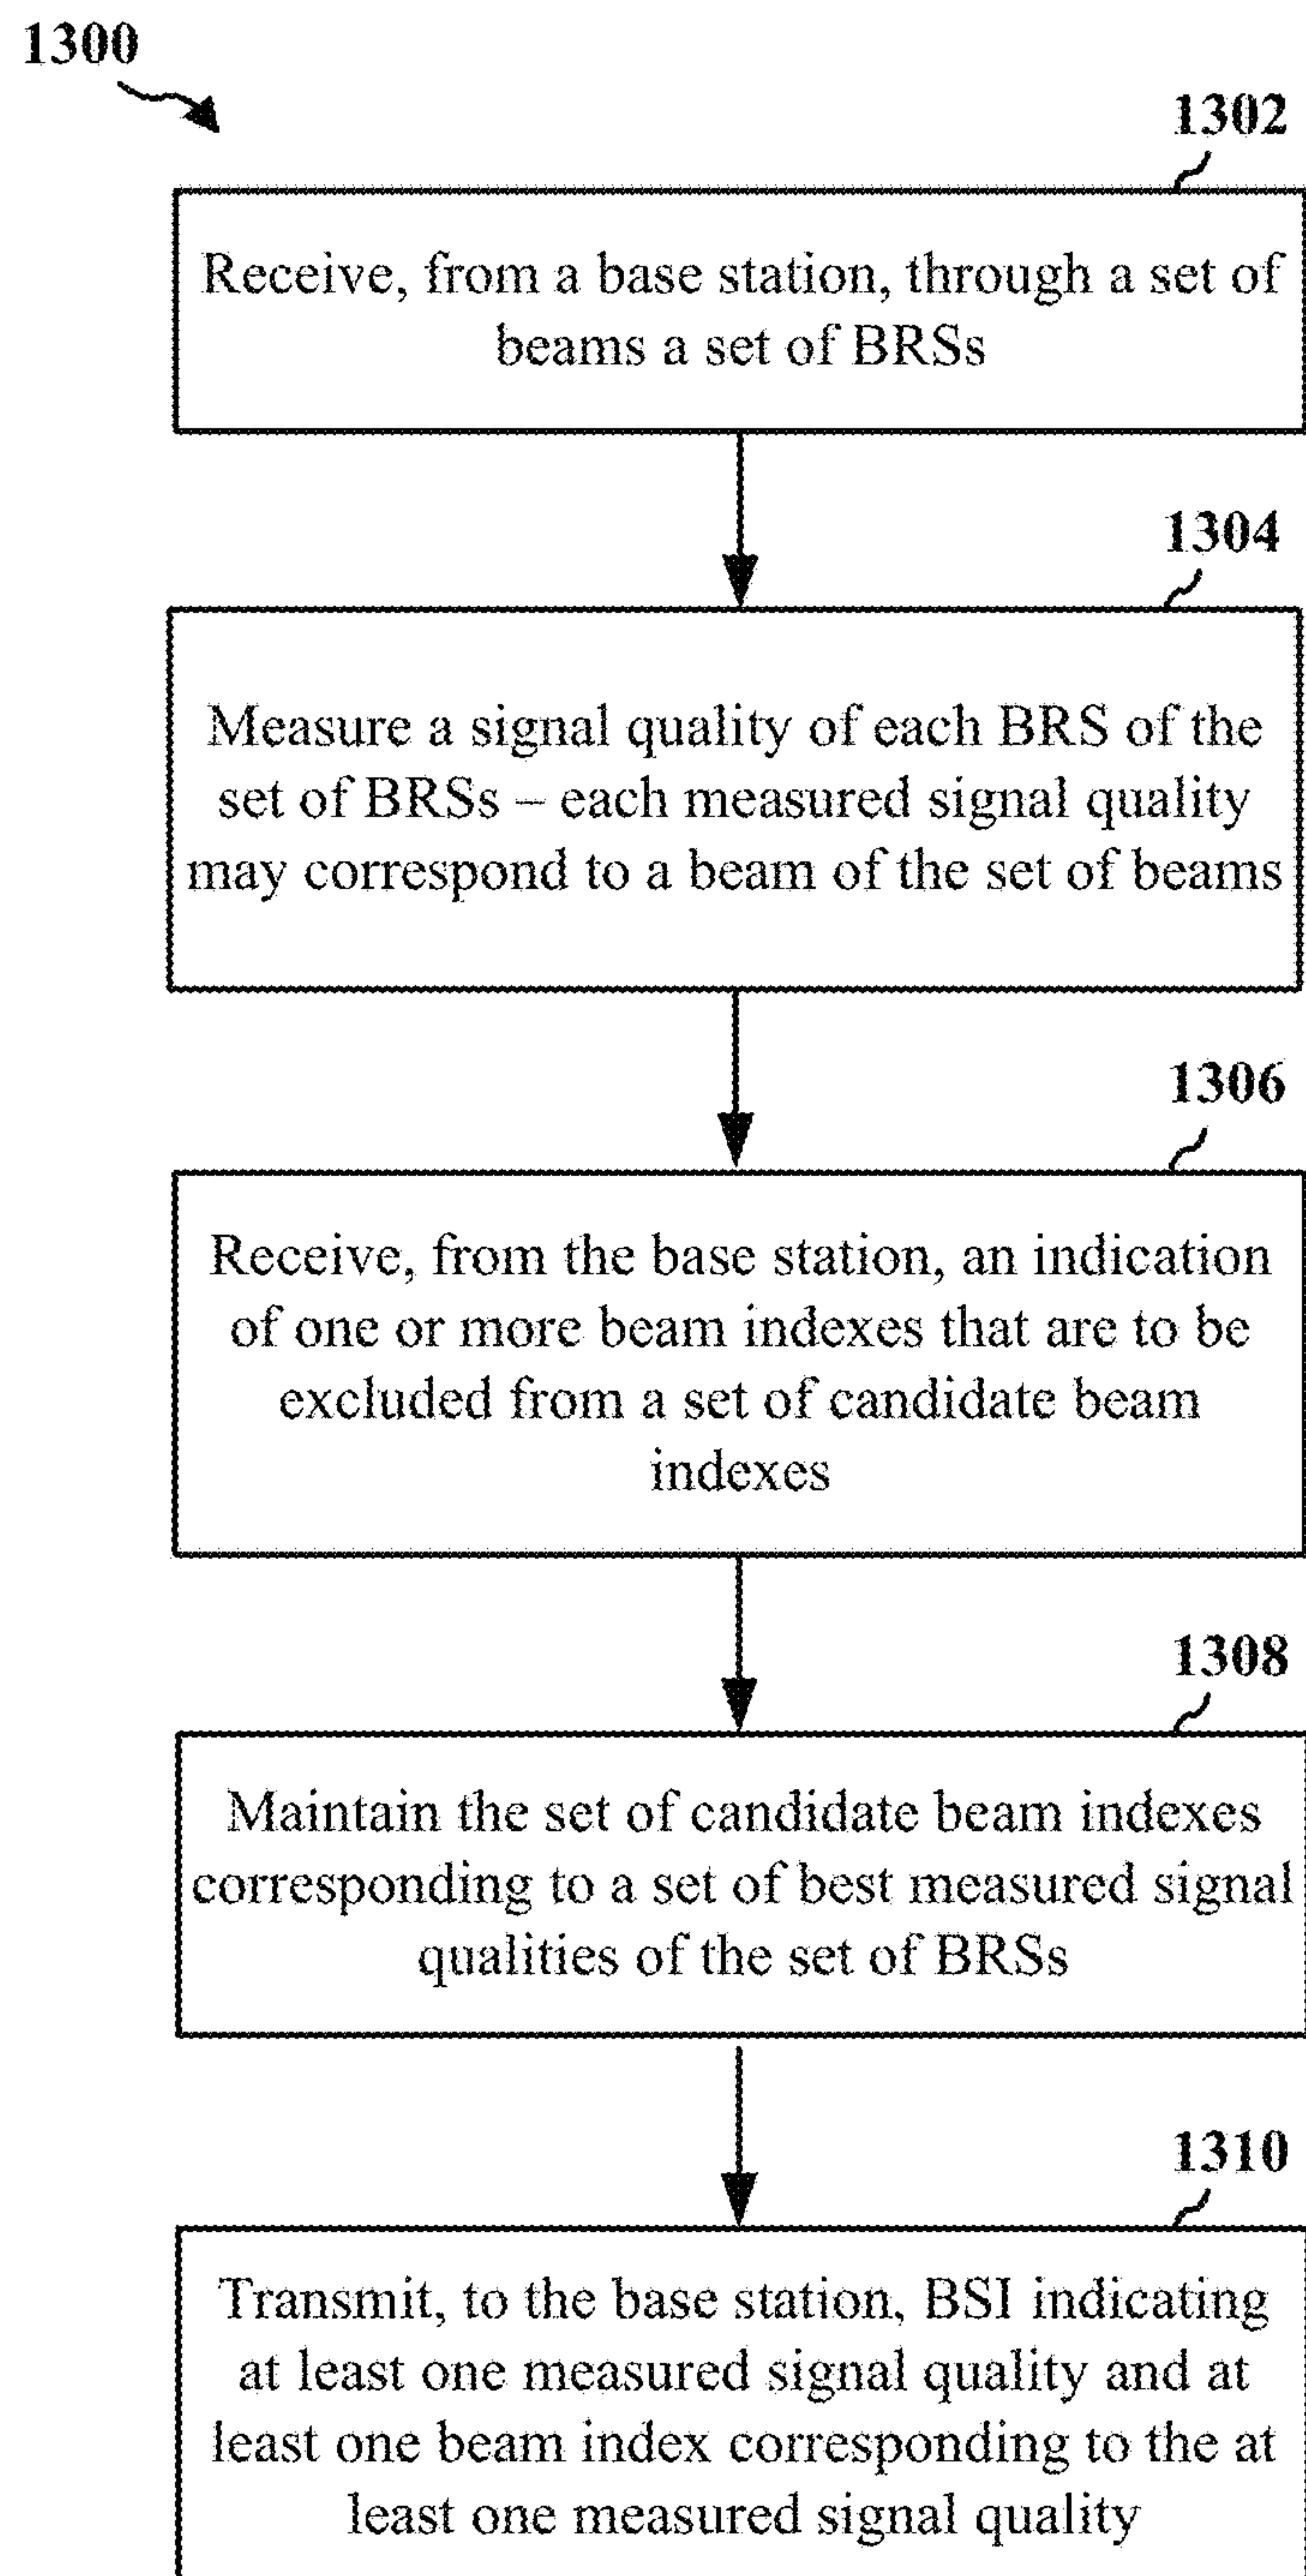 1300
1302
Receive, from a base station, through a set of
beams a set of BRSs
1304
Measure a signal quality of each BRS of the
set of BRSs – each measured signal quality
may correspond to a beam of the set of beams
1306
Receive, from the base station, an indication
of one or more beam indexes that are to be
excluded from a set of candidate beam
indexes
1308
Maintain the set of candidate beam indexes
corresponding to a set of best measured signal
qualities of the set of BRSs
1310
Transmit, to the base station, BSI indicating
at least one measured signal quality and at
least one beam index corresponding to the at
least one measured signal quality